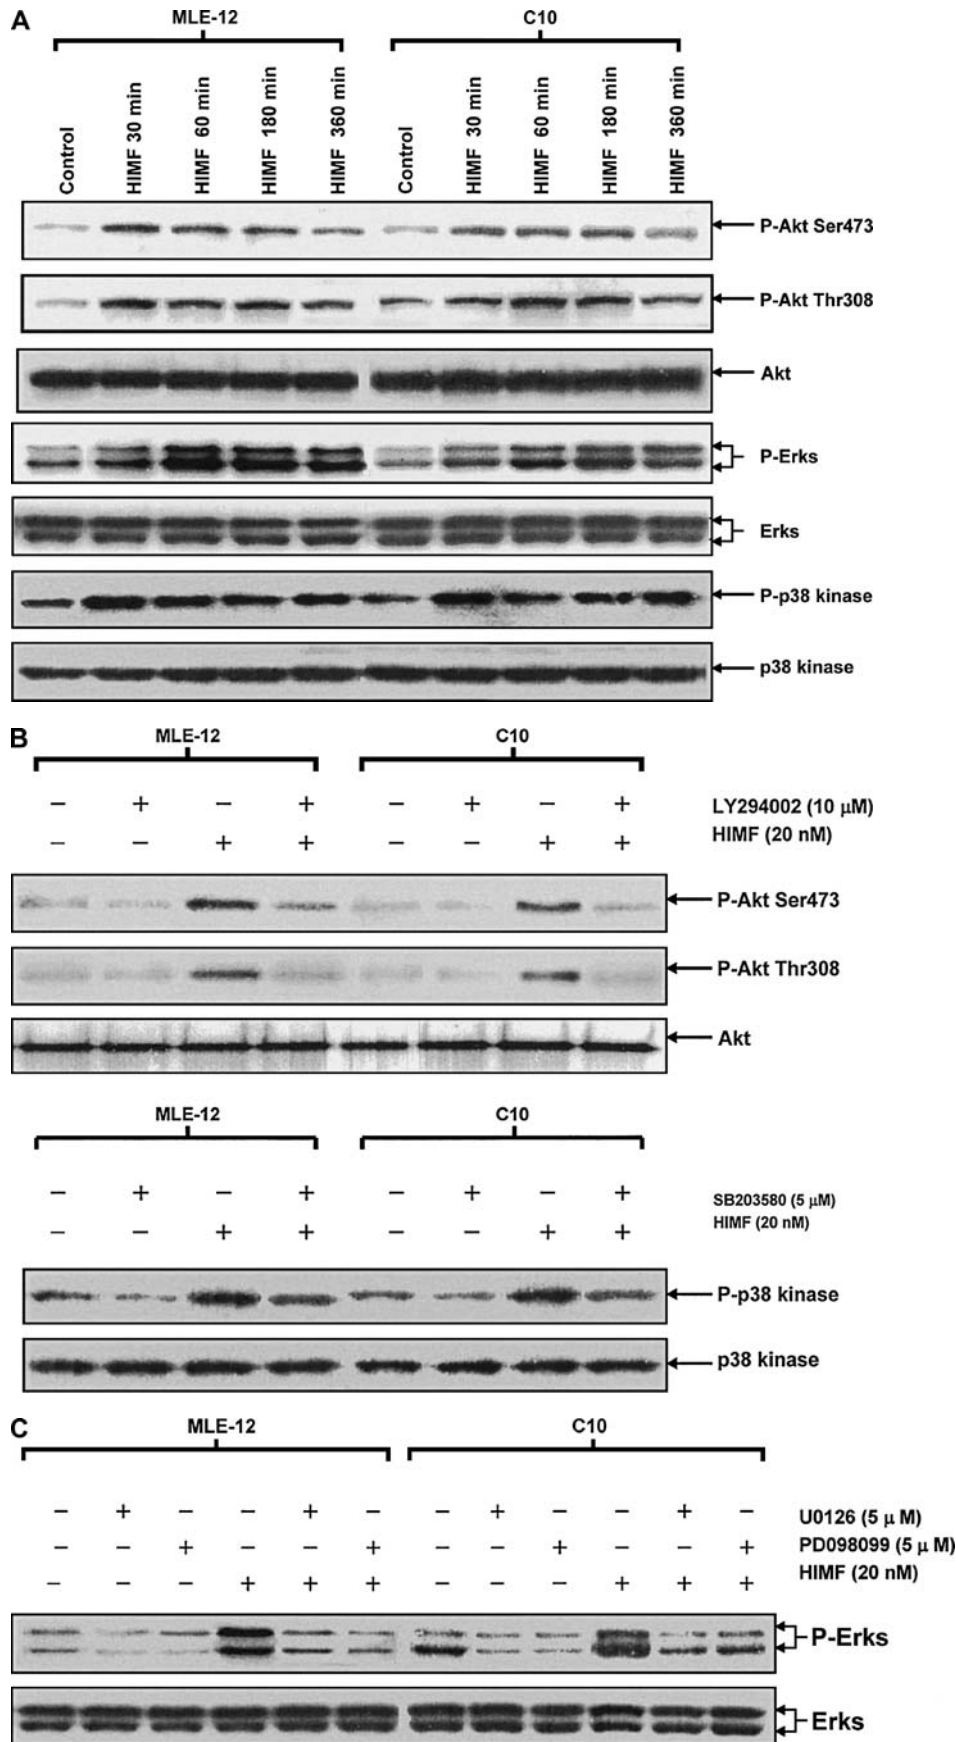 A
MLE-12 C10
Control HIMF 30 min HIMF 60 min HIMF 180 min HIMF 360 min Control HIMF 30 min HIMF 60 min HIMF 180 min HIMF 360 min
P-Akt Ser473
P-Akt Thr308
Akt
P-Erks
Erks
P-p38 kinase
p38 kinase
B
MLE-12 C10
– + – + – + – + LY294002 (10 μM)
– – + + – – + + HIMF (20 nM)
P-Akt Ser473
P-Akt Thr308
Akt
MLE-12 C10
– + – + – + – + SB203580 (5 μM)
– – + + – – + + HIMF (20 nM)
P-p38 kinase
p38 kinase
C
MLE-12 C10
– + – – + – – + – – + – U0126 (5 μ M)
– – + – – + – – + – – + PD098099 (5 μ M)
– – – + + + – – – + + + HIMF (20 nM)
P-Erks
Erks